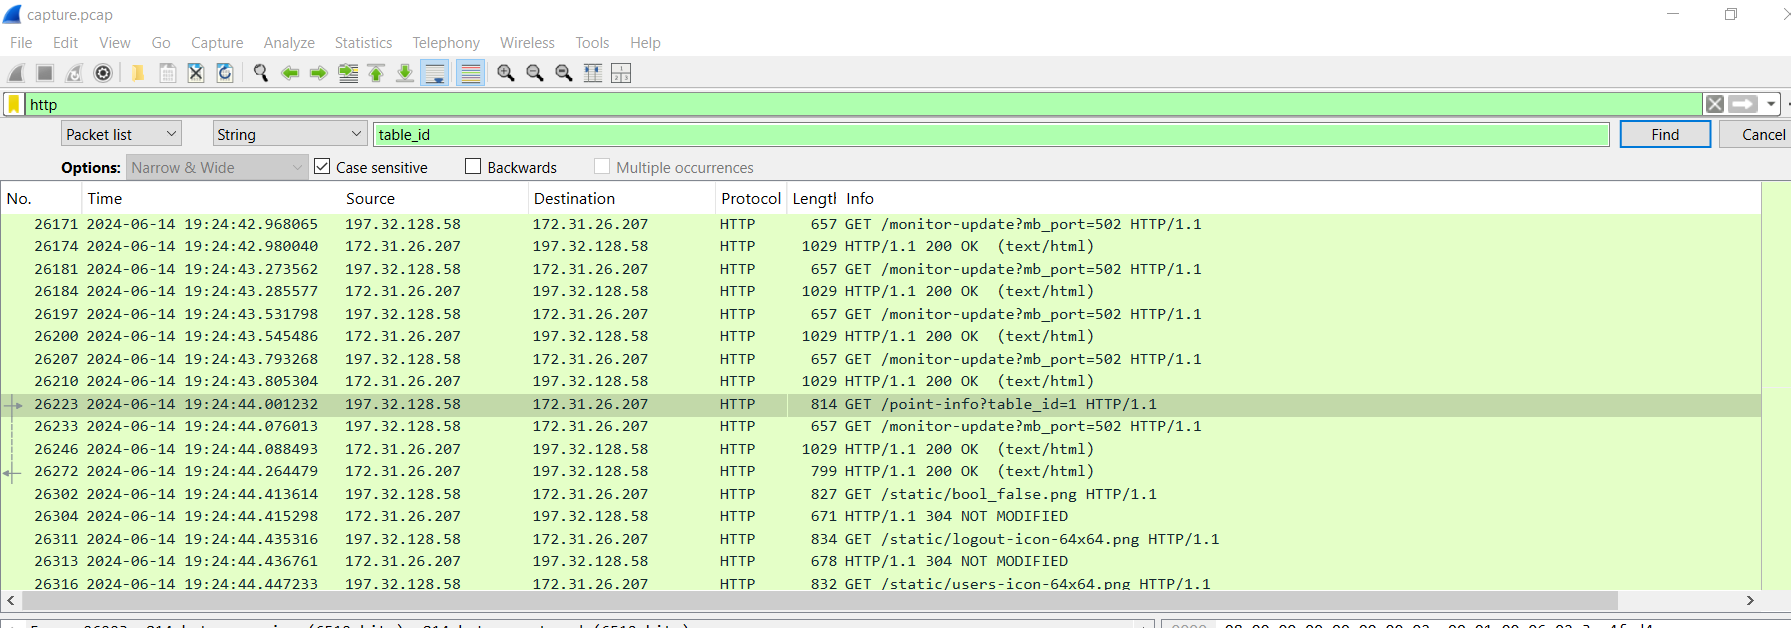 capture.pcap
File Edit View Go Capture Analyze Statistics Telephony Wireless Tools Help
http
Packet list String table_id Find Cancel
Options: Narrow & Wide Case sensitive Backwards Multiple occurrences
No. Time Source Destination Protocol Lengtl Info
26171 2024-06-14 19:24:42.968065 197.32.128.58 172.31.26.207 HTTP 657 GET /monitor-update?mb_port=502 HTTP/1.1
26174 2024-06-14 19:24:42.980040 172.31.26.207 197.32.128.58 HTTP 1029 HTTP/1.1 200 OK (text/html)
26181 2024-06-14 19:24:43.273562 197.32.128.58 172.31.26.207 HTTP 657 GET /monitor-update?mb_port=502 HTTP/1.1
26184 2024-06-14 19:24:43.285577 172.31.26.207 197.32.128.58 HTTP 1029 HTTP/1.1 200 OK (text/html)
26197 2024-06-14 19:24:43.531798 197.32.128.58 172.31.26.207 HTTP 657 GET /monitor-update?mb_port=502 HTTP/1.1
26200 2024-06-14 19:24:43.545486 172.31.26.207 197.32.128.58 HTTP 1029 HTTP/1.1 200 OK (text/html)
26207 2024-06-14 19:24:43.793268 197.32.128.58 172.31.26.207 HTTP 657 GET /monitor-update?mb_port=502 HTTP/1.1
26210 2024-06-14 19:24:43.805304 172.31.26.207 197.32.128.58 HTTP 1029 HTTP/1.1 200 OK (text/html)
26223 2024-06-14 19:24:44.001232 197.32.128.58 172.31.26.207 HTTP 814 GET /point-info?table_id=1 HTTP/1.1
26233 2024-06-14 19:24:44.076013 197.32.128.58 172.31.26.207 HTTP 657 GET /monitor-update?mb_port=502 HTTP/1.1
26246 2024-06-14 19:24:44.088493 172.31.26.207 197.32.128.58 HTTP 1029 HTTP/1.1 200 OK (text/html)
26272 2024-06-14 19:24:44.264479 172.31.26.207 197.32.128.58 HTTP 799 HTTP/1.1 200 OK (text/html)
26302 2024-06-14 19:24:44.413614 197.32.128.58 172.31.26.207 HTTP 827 GET /static/bool_false.png HTTP/1.1
26304 2024-06-14 19:24:44.415298 172.31.26.207 197.32.128.58 HTTP 671 HTTP/1.1 304 NOT MODIFIED
26311 2024-06-14 19:24:44.435316 197.32.128.58 172.31.26.207 HTTP 834 GET /static/logout-icon-64x64.png HTTP/1.1
26313 2024-06-14 19:24:44.436761 172.31.26.207 197.32.128.58 HTTP 678 HTTP/1.1 304 NOT MODIFIED
26316 2024-06-14 19:24:44.447233 197.32.128.58 172.31.26.207 HTTP 832 GET /static/users-icon-64x64.png HTTP/1.1